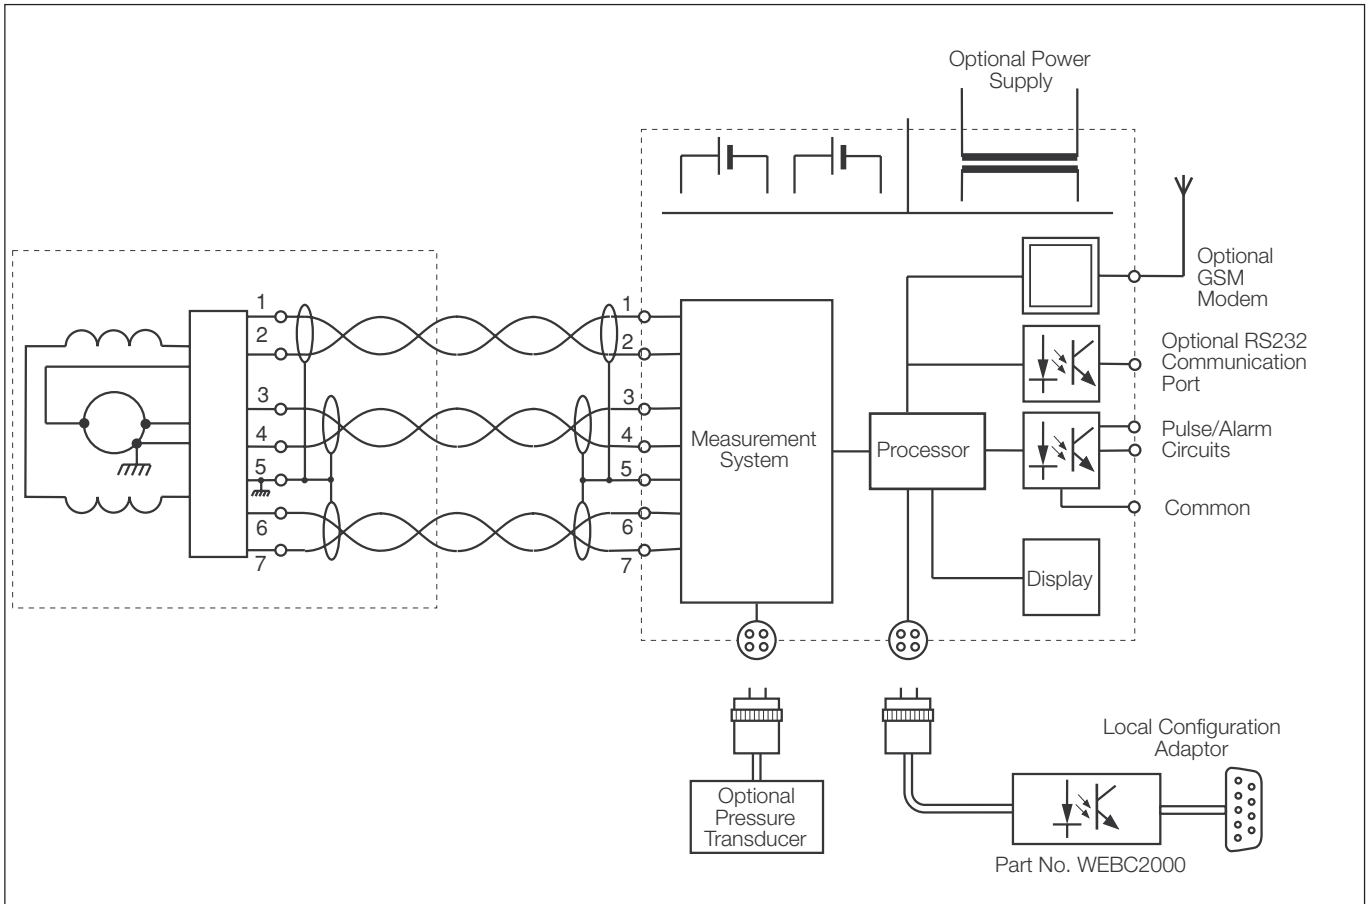 Optional Power
Supply
Optional
GSM
Modem
1
2
3
4
5
6
7
1
2
3
4
5
6
7
Measurement
System
Processor
Optional RS232
Communication
Port
Pulse/Alarm
Circuits
Common
Display
Optional
Pressure
Transducer
Local Configuration
Adaptor
Part No. WEBC2000